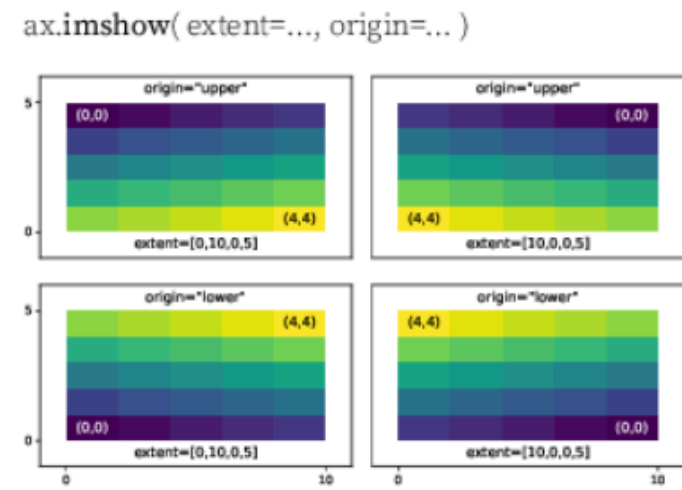 ax.imshow( extent=..., origin=... )
origin="upper"
5
(0,0)
(4,4)
0
extent=[0,10,0,5]
origin="upper"
(0,0)
(4,4)
extent=[10,0,0,5]
origin="lower"
5
(4,4)
(0,0)
0
extent=[0,10,0,5]
0 10
origin="lower"
(4,4)
(0,0)
extent=[10,0,0,5]
0 10